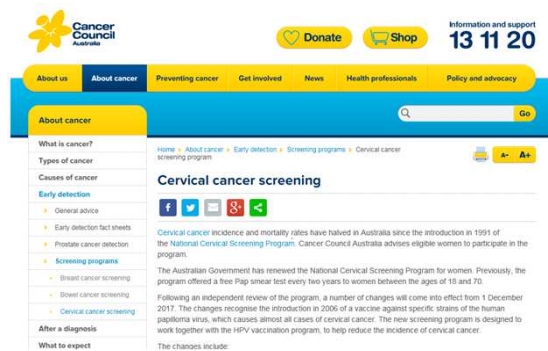 Cancer
Council
Australia
Donate
Shop
Information and support
13 11 20
About us
About cancer
Preventing cancer
Get involved
News
Health professionals
Policy and advocacy
About cancer
Go
What is cancer?
Types of cancer
Causes of cancer
Early detection
General advice
Early detection fact sheets
Prostate cancer detection
Screening programs
Breast cancer screening
Bowel cancer screening
Cervical cancer screening
After a diagnosis
What to expect
Home > About cancer > Early detection > Screening programs > Cervical cancer
screening program
A- A+
Cervical cancer screening
Cervical cancer incidence and mortality rates have halved in Australia since the introduction in 1991 of
the National Cervical Screening Program. Cancer Council Australia advises eligible women to participate in the
program.
The Australian Government has renewed the National Cervical Screening Program for women. Previously, the
program offered a free Pap smear test every two years to women between the ages of 18 and 70.
Following an independent review of the program, a number of changes will come into effect from 1 December
2017. The changes recognise the introduction in 2006 of a vaccine against specific strains of the human
papilloma virus, which causes almost all cases of cervical cancer. The new screening program is designed to
work together with the HPV vaccination program, to help reduce the incidence of cervical cancer.
The changes include: